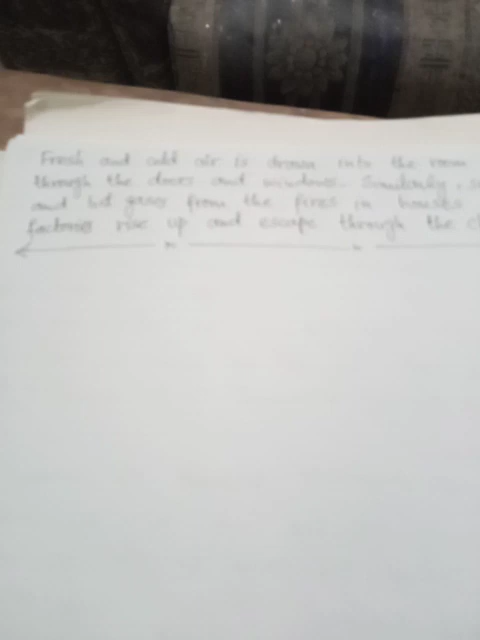 Fresh and cold air is drawn into the room
through the doors and windows. Similarly,
and hot gases from the fires in houses
factories rise up and escape through the